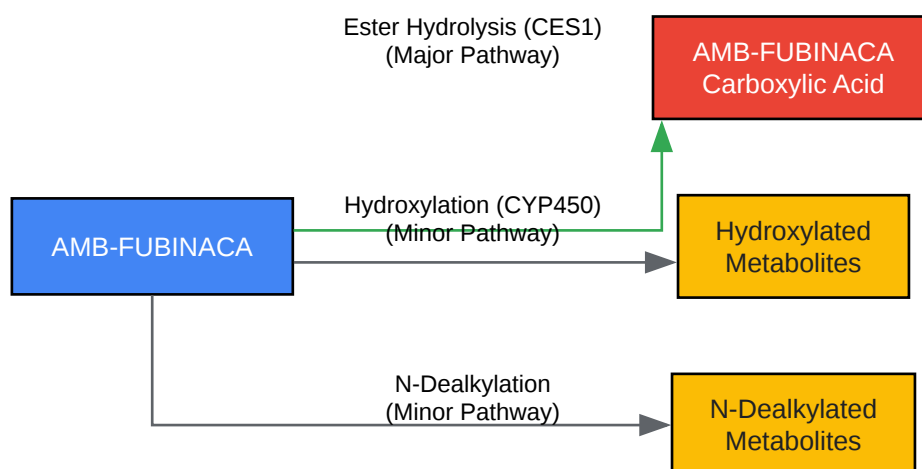 Ester Hydrolysis (CES1)
(Major Pathway)
AMB-FUBINACA
Carboxylic Acid
AMB-FUBINACA
Hydroxylation (CYP450)
(Minor Pathway)
Hydroxylated
Metabolites
N-Dealkylation
(Minor Pathway)
N-Dealkylated
Metabolites